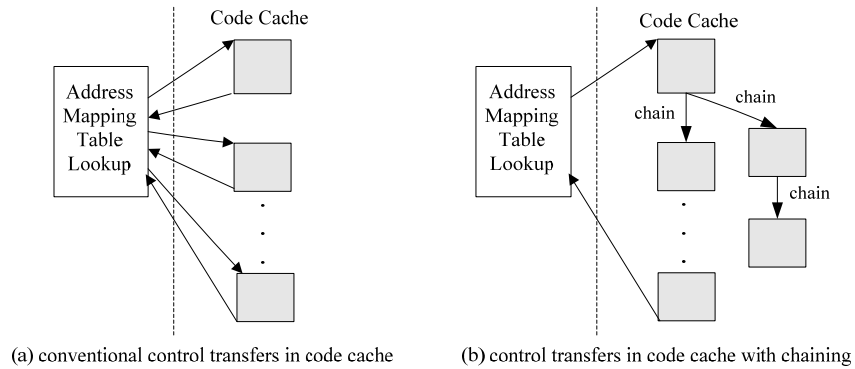 Code Cache
Address
Mapping
Table
Lookup
(a) conventional control transfers in code cache
Code Cache
Address
Mapping
Table
Lookup
chain
chain
chain
(b) control transfers in code cache with chaining